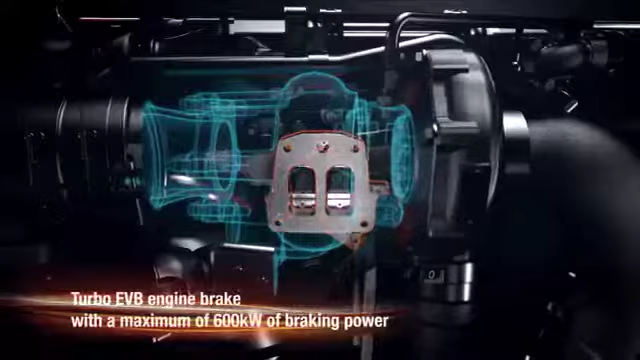 Turbo EVB engine brake
with a maximum of 600kW of braking power